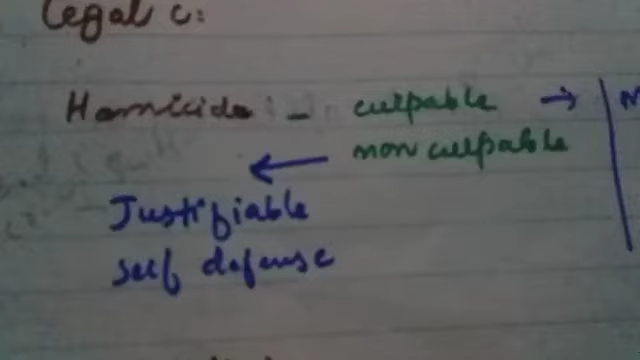 Legal c:
Homicide : - culpable → 
non culpable
←
Justifiable
self defense